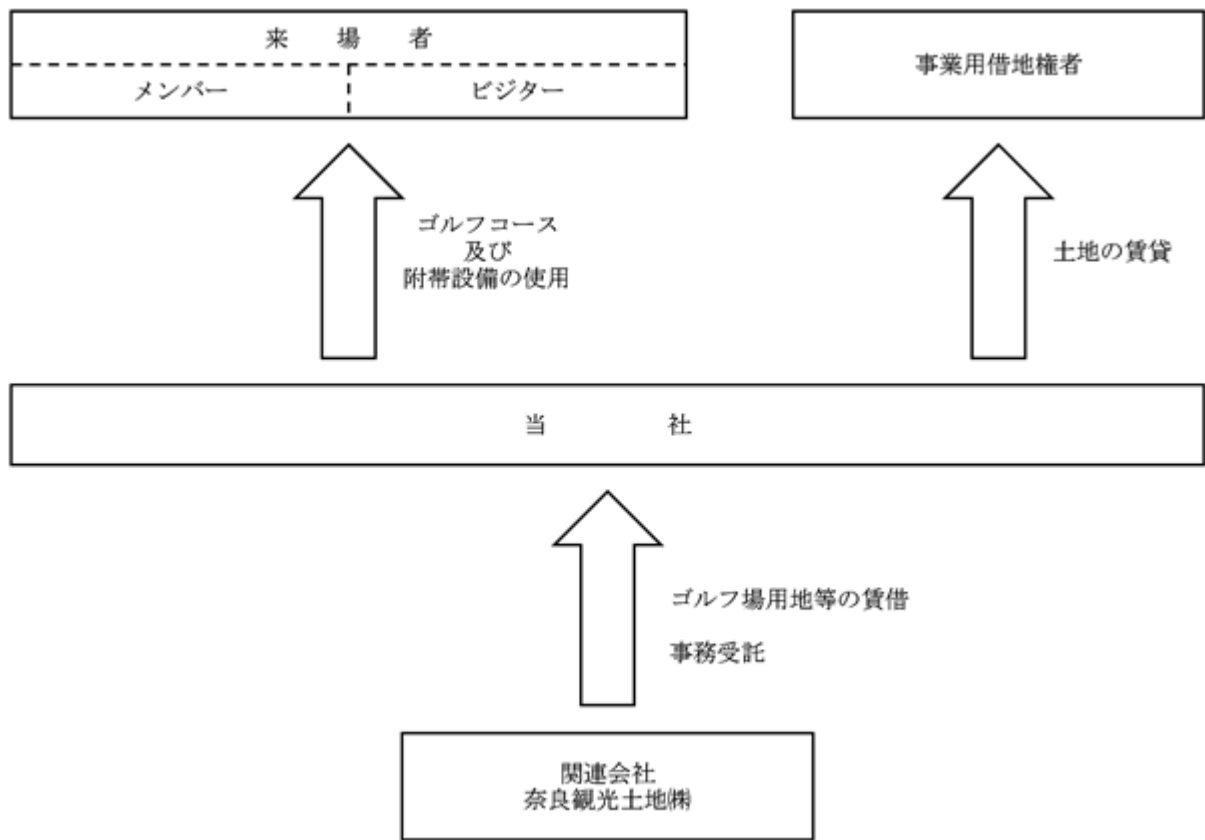 来場者
メンバー
ビジター
事業用借地権者
ゴルフコース
及び
附帯設備の使用
土地の賃貸
当社
ゴルフ場用地等の賃借
事務受託
関連会社
奈良観光土地㈱